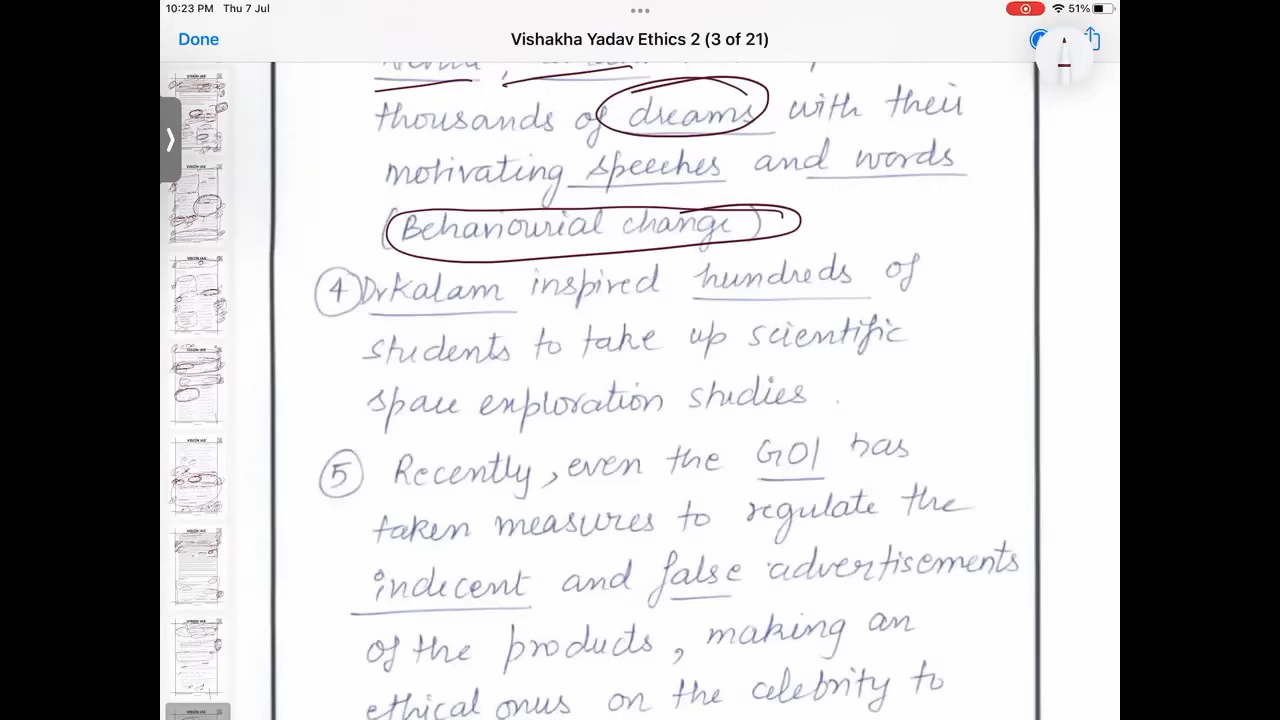 10:23 PM Thu 7 Jul
51%
Done
Vishakha Yadav Ethics 2 (3 of 21)
thousands of dreams with their
motivating speeches and words
(Behaviourial change)
④ Dr Kalam inspired hundreds of
students to take up scientific
space exploration studies.
⑤ Recently, even the GOI has
taken measures to regulate the
indecent and false advertisements
of the products, making an
ethical onus on the celebrity to